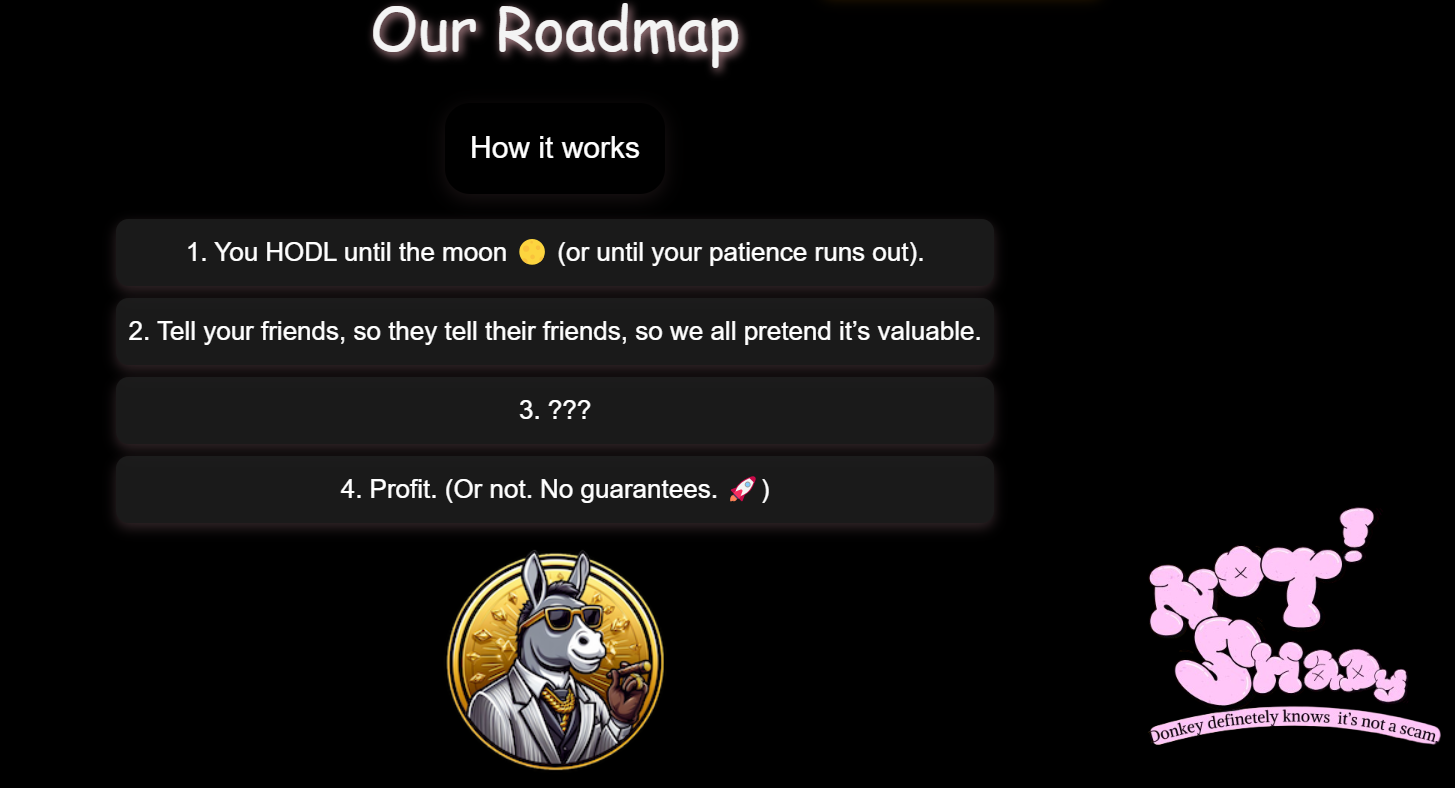 Our Roadmap
How it works
1. You HODL until the moon 🌕 (or until your patience runs out).
2. Tell your friends, so they tell their friends, so we all pretend it’s valuable.
3. ???
4. Profit. (Or not. No guarantees. 🚀)
NOT!
SHADY
Donkey definetely knows it’s not a scam.